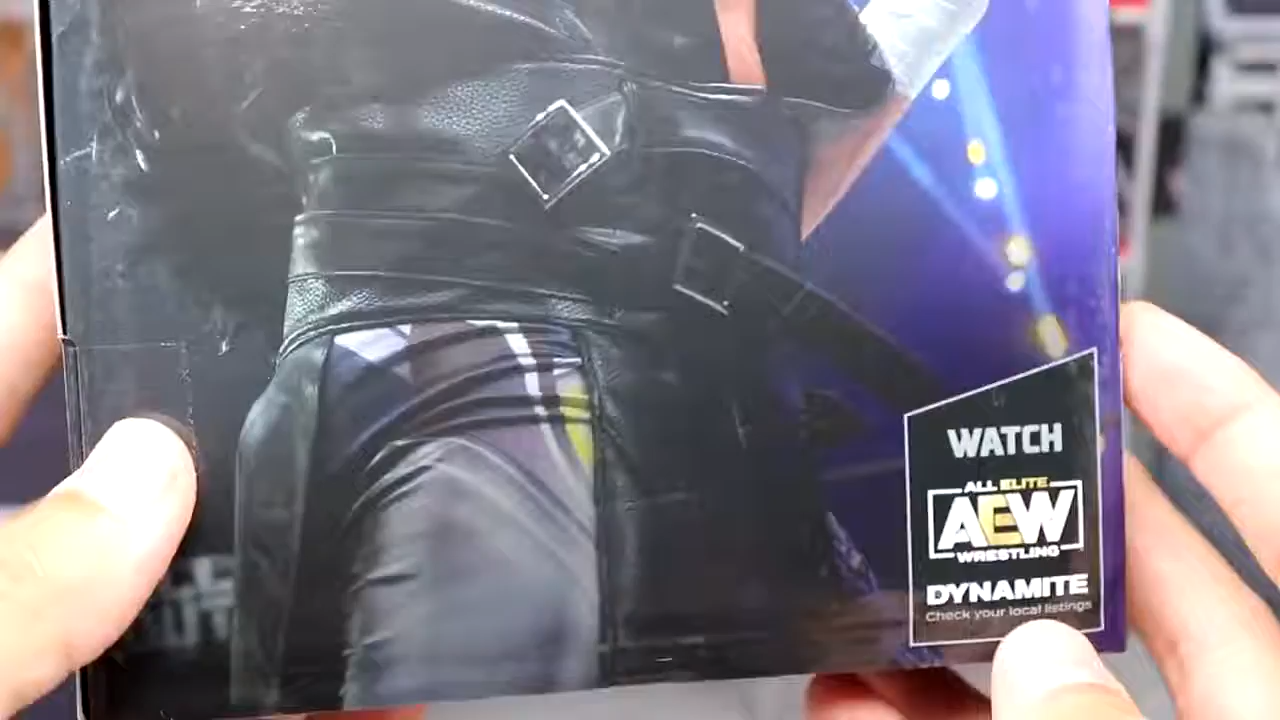 WATCH
ALL ELITE
AEW
WRESTLING
DYNAMITE
Check your local listings